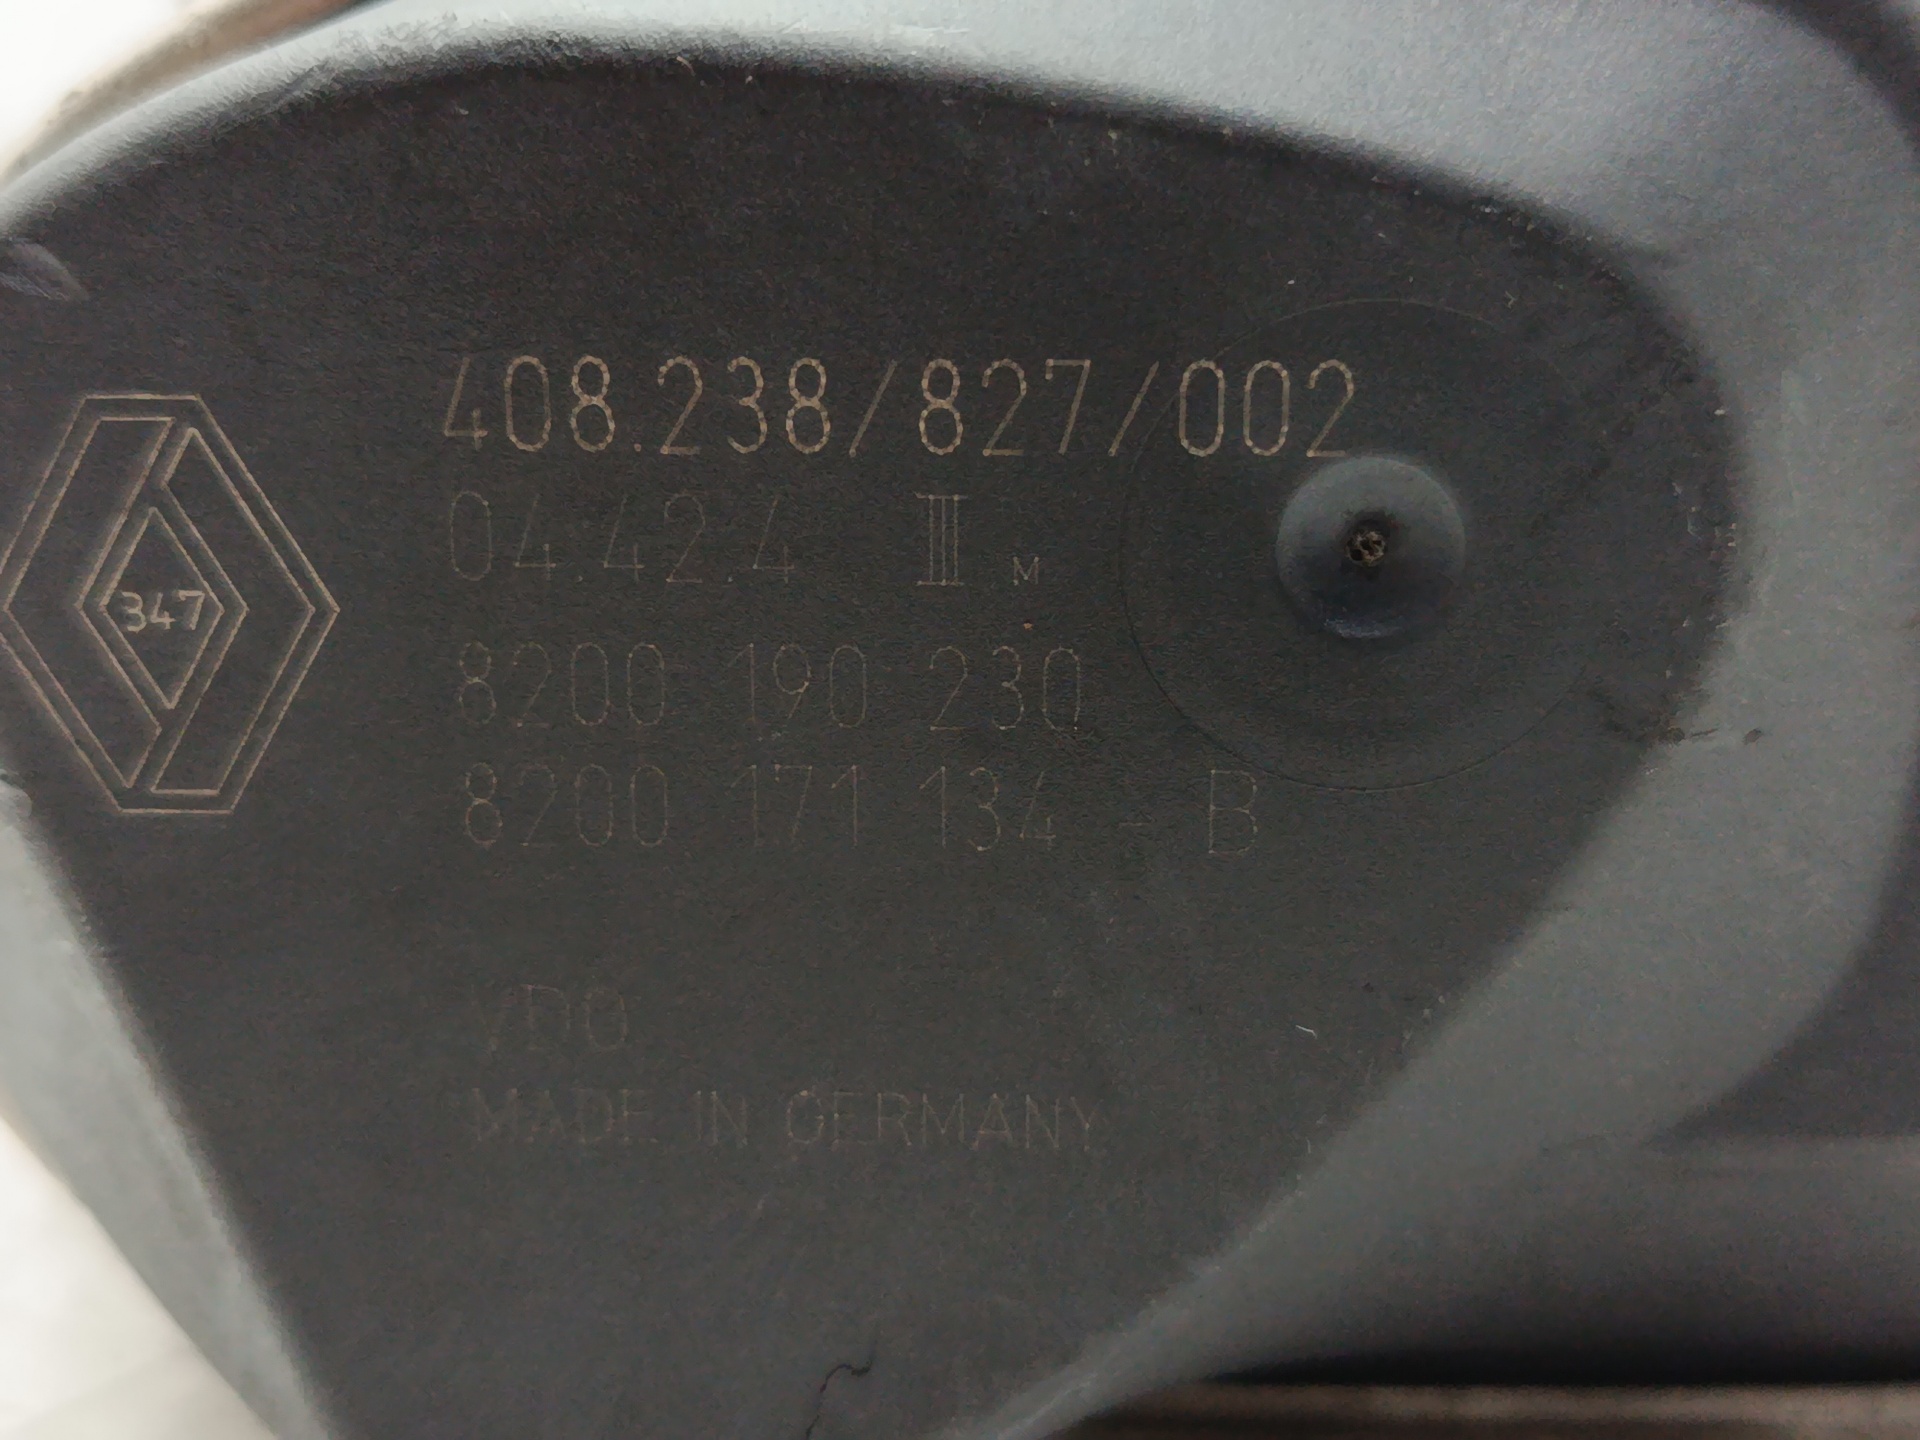 408.238/827/002
347
04.42.4 III M
8200 190 230
8200 171 134 - B
VDO
MADE IN GERMANY